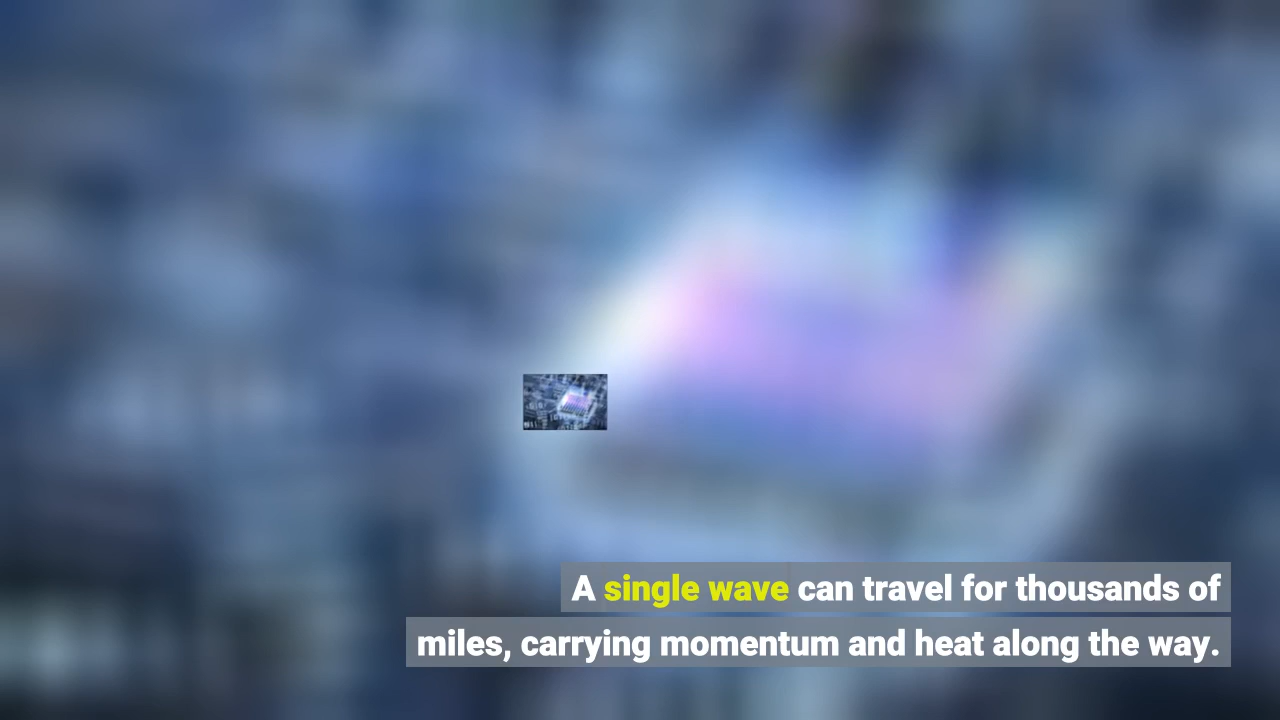 A single wave can travel for thousands of
miles, carrying momentum and heat along the way.